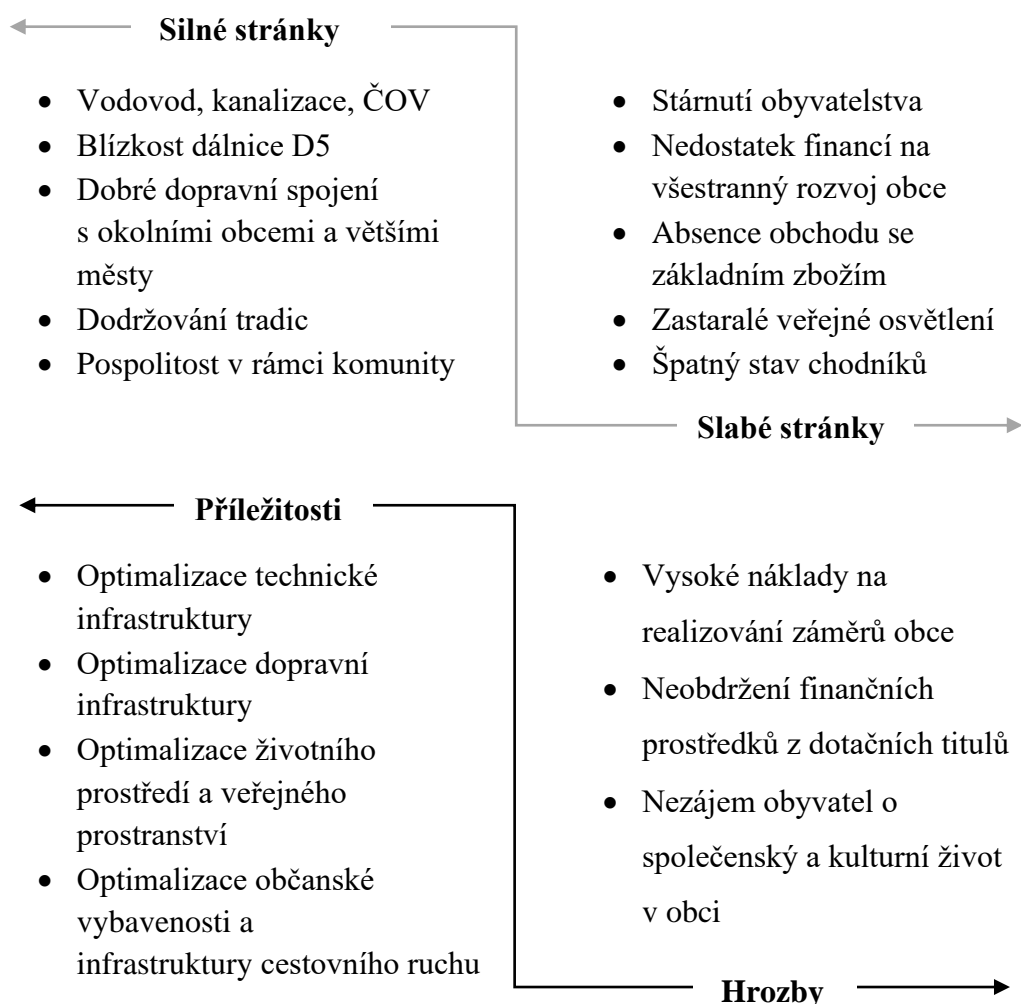 Silné stránky
• Vodovod, kanalizace, ČOV
• Blízkost dálnice D5
• Dobré dopravní spojení
s okolními obcemi a většími
městy
• Dodržování tradic
• Pospolitost v rámci komunity
• Stárnutí obyvatelstva
• Nedostatek financí na
všestranný rozvoj obce
• Absence obchodu se
základním zbožím
• Zastaralé veřejné osvětlení
• Špatný stav chodníků
Slabé stránky
Příležitosti
• Optimalizace technické
infrastruktury
• Optimalizace dopravní
infrastruktury
• Optimalizace životního
prostředí a veřejného
prostranství
• Optimalizace občanské
vybavenosti a
infrastruktury cestovního ruchu
• Vysoké náklady na
realizování záměrů obce
• Neobdržení finančních
prostředků z dotačních titulů
• Nezájem obyvatel o
společenský a kulturní život
v obci
Hrozby